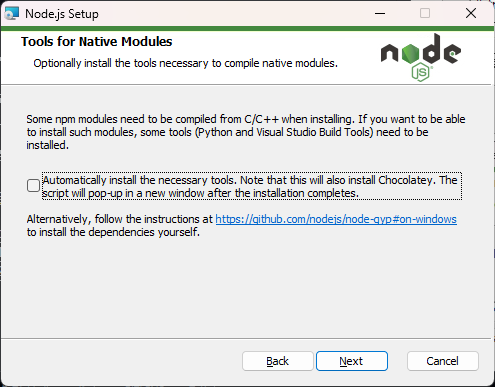 Node.js Setup
Tools for Native Modules
Optionally install the tools necessary to compile native modules.
node
JS
Some npm modules need to be compiled from C/C++ when installing. If you want to be able
to install such modules, some tools (Python and Visual Studio Build Tools) need to be
installed.
Automatically install the necessary tools. Note that this will also install Chocolatey. The
script will pop-up in a new window after the installation completes.
Alternatively, follow the instructions at https://github.com/nodejs/node-gyp#on-windows
to install the dependencies yourself.
Back
Next
Cancel